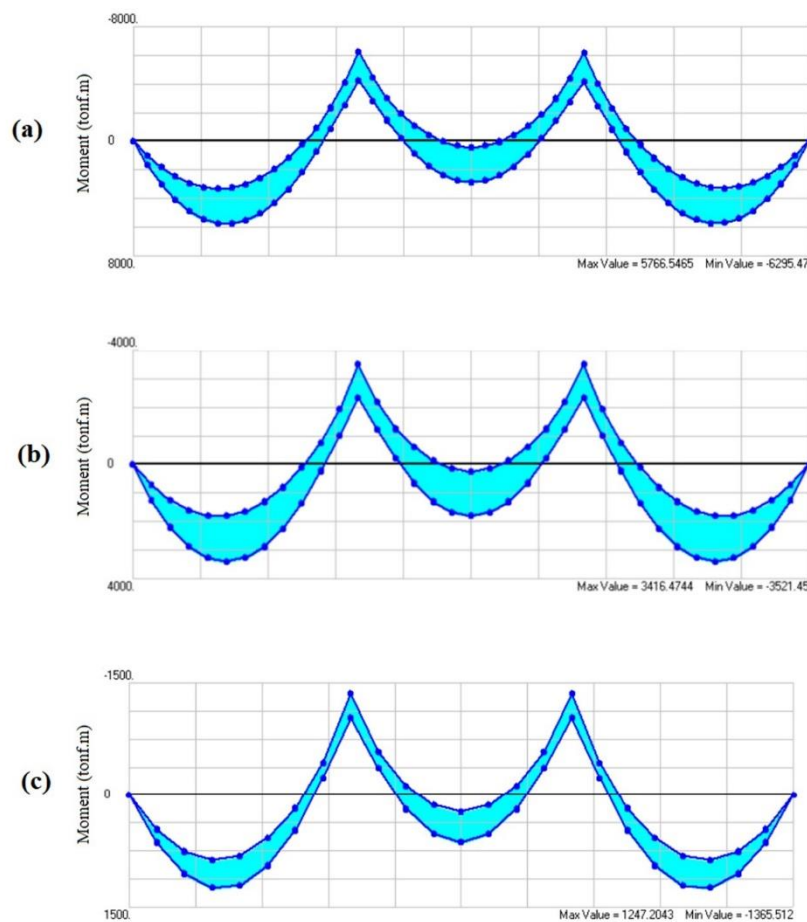 -8000.
(a)
Moment (tonf.m)
0
8000.
Max Value = 5766.5465 Min Value = -6295.47
-4000.
(b)
Moment (tonf.m)
0
4000.
Max Value = 3416.4744 Min Value = -3521.45
-1500.
(c)
Moment (tonf.m)
0
1500.
Max Value = 1247.2043 Min Value = -1365.512